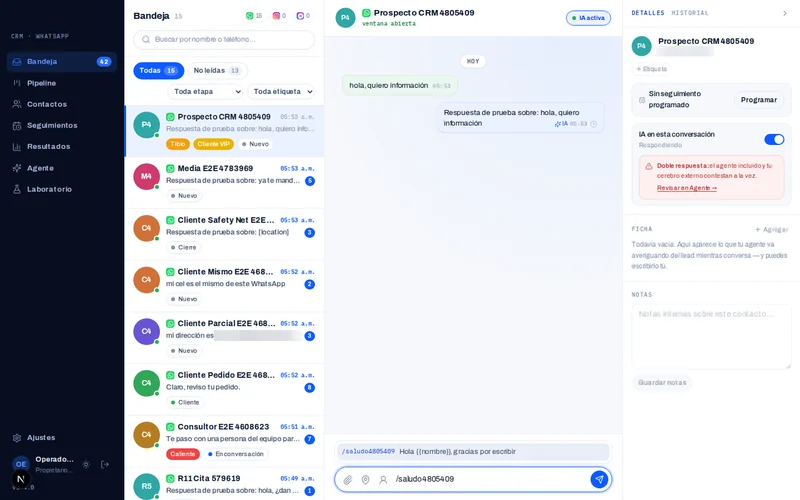 CRM · WHATSAPP
Bandeja 42
Pipeline
Contactos
Seguimientos
Resultados
Agente
Laboratorio
Ajustes
OE Operado...
Propietario...
N
Bandeja 15
15 0 0
Buscar por nombre o teléfono...
Todas 15 No leídas 13
Toda etapa Toda etiqueta
P4 Prospecto CRM 4805409 05:53 a.m.
Respuesta de prueba sobre: hola, quiero info...
Tibio Cliente VIP Nuevo
M4 Media E2E 4783969 05:53 a.m.
Respuesta de prueba sobre: ya te mand... 5
Nuevo
C4 Cliente Safety Net E2E ... 05:53 a.m.
Respuesta de prueba sobre: [location] 3
Cierre
C4 Cliente Mismo E2E 468... 05:52 a.m.
mi cel es el mismo de este WhatsApp 2
Nuevo
C4 Cliente Parcial E2E 468... 05:52 a.m.
mi dirección es 3
Nuevo
C4 Cliente Pedido E2E 468... 05:52 a.m.
Claro, reviso tu pedido. 8
Cliente
C4 Consultor E2E 4608623 05:51 a.m.
Te paso con una persona del equipo par... 7
Caliente En conversación
R5 R11 Cita 579619 05:49 a.m.
Respuesta de prueba sobre: hola, ¿dan ... 1
P4 Prospecto CRM 4805409
ventana abierta
IA activa
HOY
hola, quiero información 05:53
Respuesta de prueba sobre: hola, quiero
información IA 05:53
/saludo4805409 Hola {{nombre}}, gracias por escribir
/saludo4805409
DETALLES HISTORIAL
P4 Prospecto CRM 4805409
+ Etiqueta
Sin seguimiento
programado
Programar
IA en esta conversación
Respondiendo
Doble respuesta: el agente incluido y tu
cerebro externo contestan a la vez.
Revisar en Agente →
FICHA + Agregar
Todavía vacía. Aquí aparece lo que tu agente va
averiguando del lead mientras conversa — y puedes
escribirlo tú.
NOTAS
Notas internas sobre este contacto...
Guardar notas